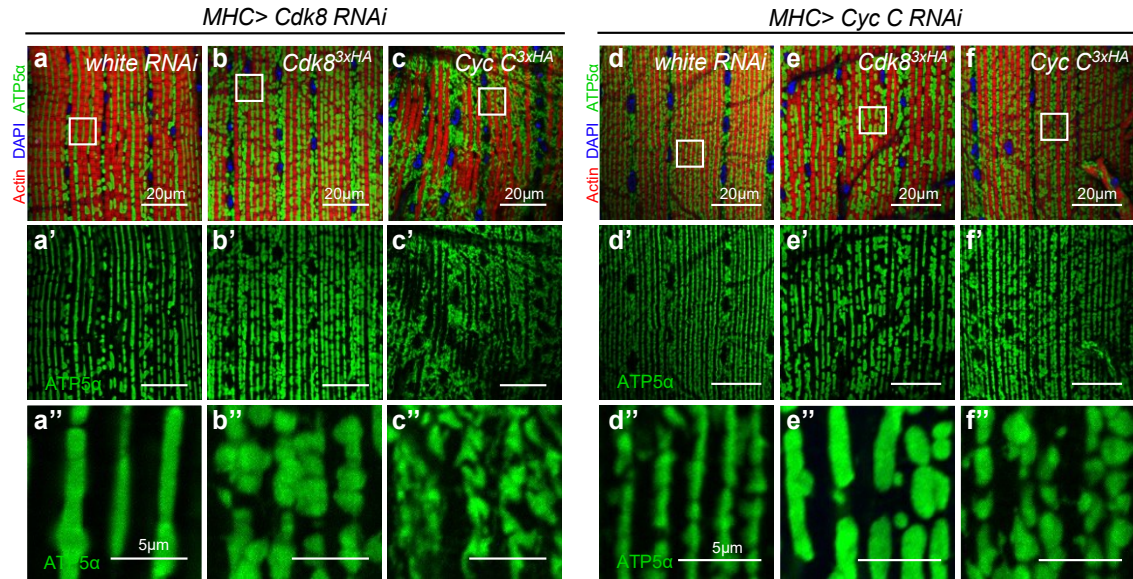 MHC> Cdk8 RNAi
MHC> Cyc C RNAi
Actin DAPI ATP5α
a white RNAi
20µm
b Cdk8^3xHA
20µm
c Cyc C^3xHA
20µm
Actin DAPI ATP5α
d white RNAi
20µm
e Cdk8^3xHA
20µm
f Cyc C^3xHA
20µm
a’ ATP5α
b’
c’
d’ ATP5α
e’
f’
a’’ ATP5α 5µm
b’’
c’’
d’’ ATP5α 5µm
e’’
f’’